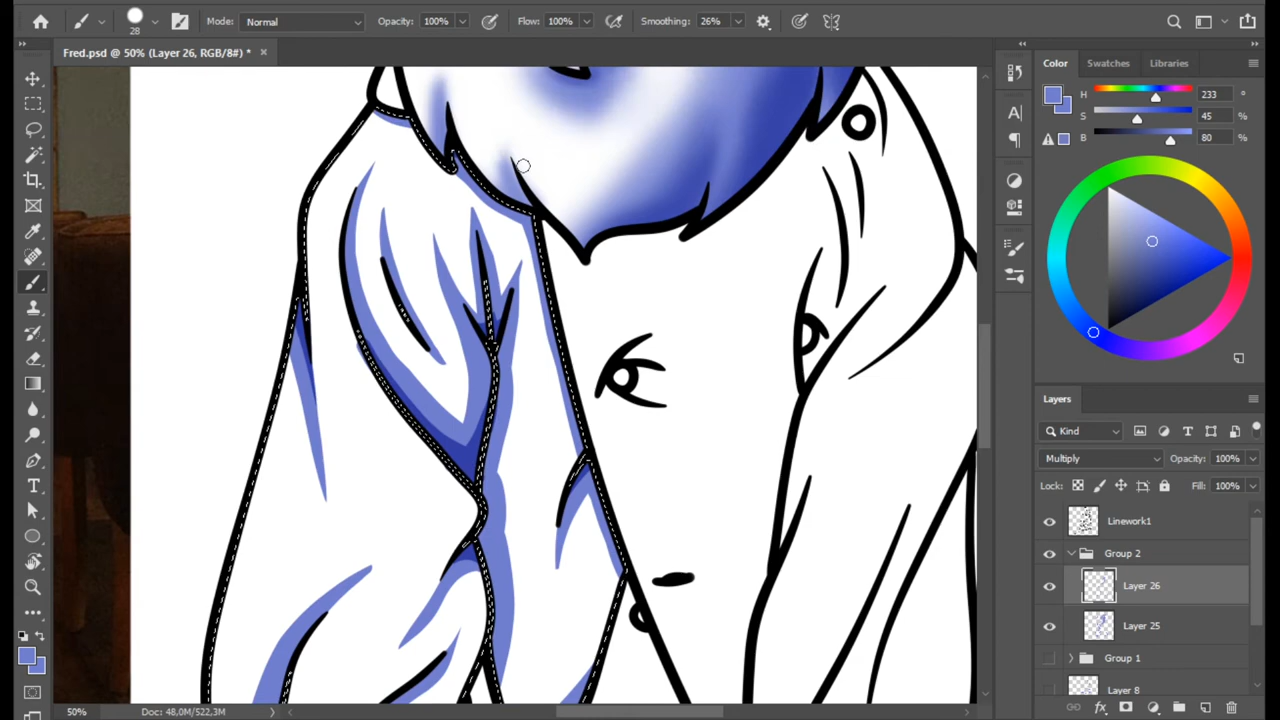 28
Mode: Normal
Opacity: 100%
Flow: 100%
Smoothing: 26%
Fred.psd @ 50% (Layer 26, RGB/8#) *
Color
Swatches
Libraries
H 233 °
S 45 %
B 80 %
Layers
Kind
Multiply
Opacity: 100%
Lock:
Fill: 100%
Linework1
Group 2
Layer 26
Layer 25
Group 1
Layer 8
50%
Doc: 48,0M/522,3M